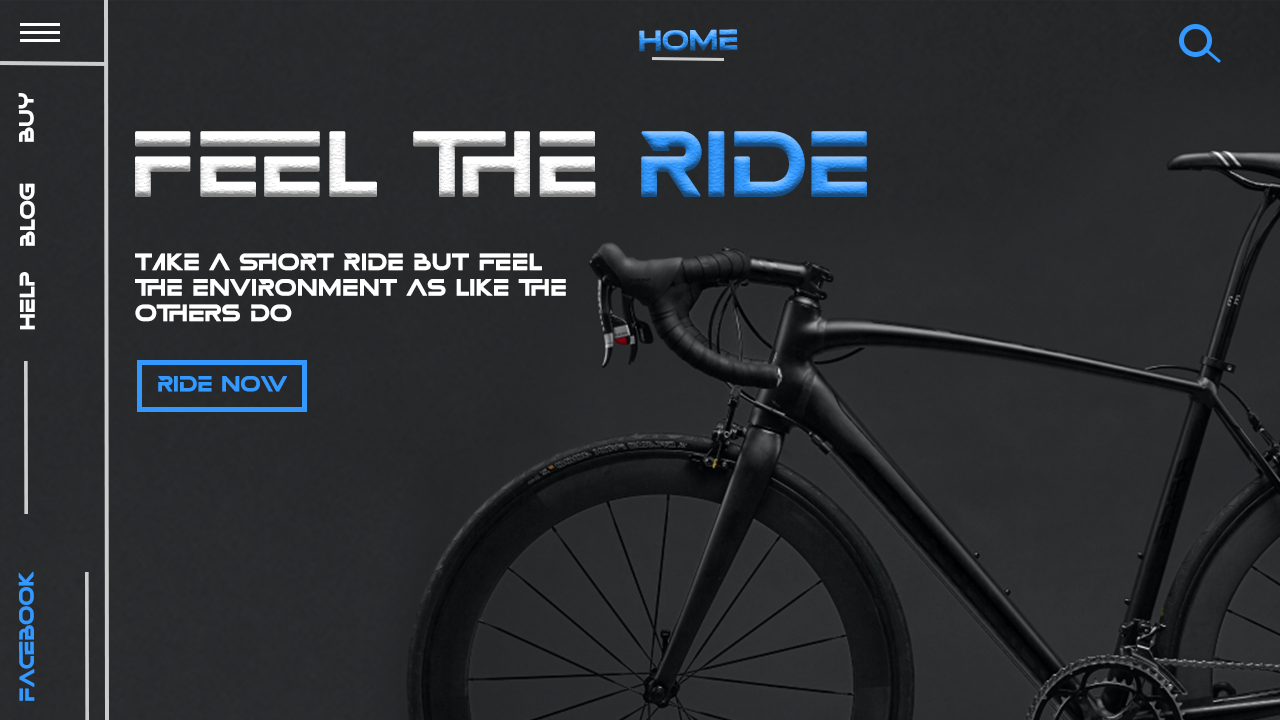 HOME
BUY
BLOG
HELP
FACEBOOK
FEEL THE RIDE
TAKE A SHORT RIDE BUT FEEL
THE ENVIRONMENT AS LIKE THE
OTHERS DO
RIDE NOW